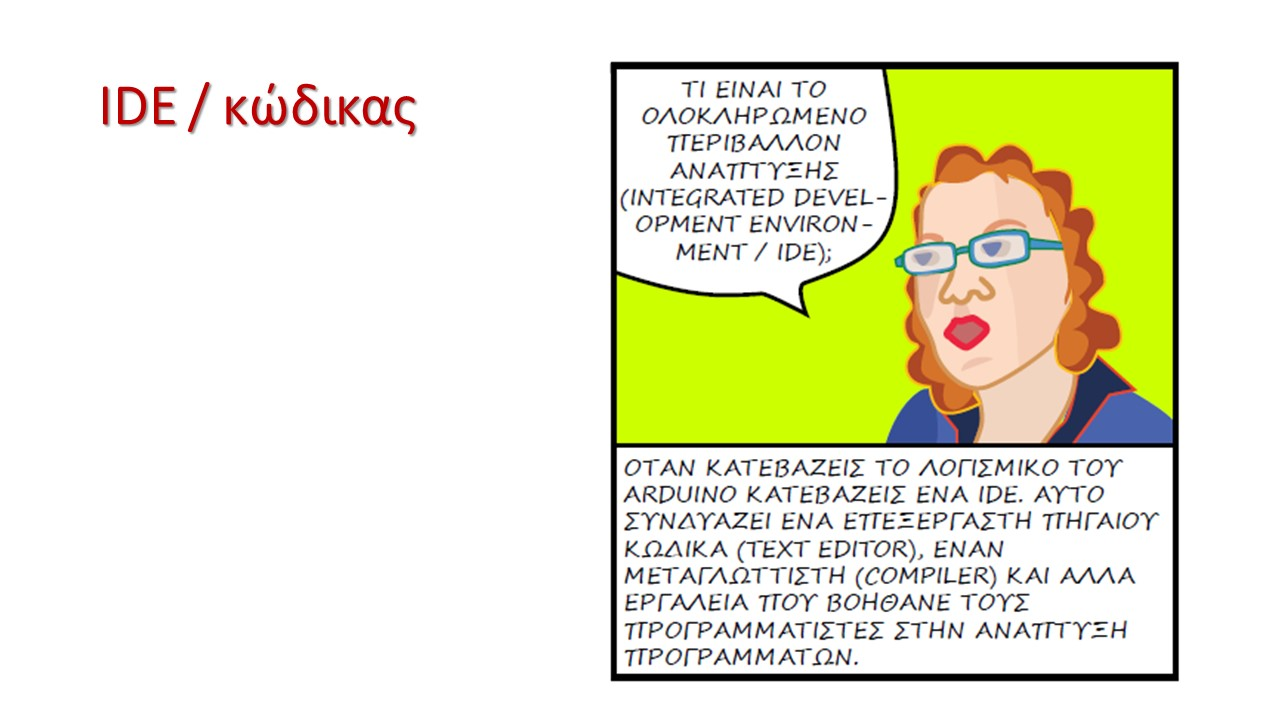 IDE / κώδικας
ΤΙ ΕΙΝΑΙ ΤΟ
ΟΛΟΚΛΗΡΩΜΕΝΟ
ΠΕΡΙΒΑΛΛΟΝ
ΑΝΑΠΤΥΞΗΣ
(INTEGRATED DEVEL-
OPMENT ENVIRON-
MENT / IDE);
ΟΤΑΝ ΚΑΤΕΒΑΖΕΙΣ ΤΟ ΛΟΓΙΣΜΙΚΟ ΤΟΥ
ARDUINO ΚΑΤΕΒΑΖΕΙΣ ΕΝΑ IDE. ΑΥΤΟ
ΣΥΝΔΥΑΖΕΙ ΕΝΑ ΕΠΕΞΕΡΓΑΣΤΗ ΠΗΓΑΙΟΥ
ΚΩΔΙΚΑ (TEXT EDITOR), ΕΝΑΝ
ΜΕΤΑΓΛΩΤΤΙΣΤΗ (COMPILER) ΚΑΙ ΑΛΛΑ
ΕΡΓΑΛΕΙΑ ΠΟΥ ΒΟΗΘΑΝΕ ΤΟΥΣ
ΠΡΟΓΡΑΜΜΑΤΙΣΤΕΣ ΣΤΗΝ ΑΝΑΠΤΥΞΗ
ΠΡΟΓΡΑΜΜΑΤΩΝ.